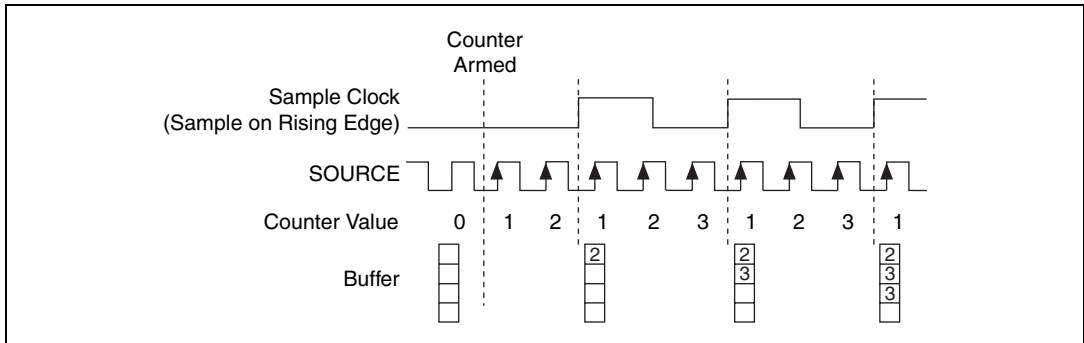 Counter
Armed
Sample Clock
(Sample on Rising Edge)
SOURCE
Counter Value 0 1 2 1 2 3 1 2 3 1
Buffer
2 2 2
3 3
3